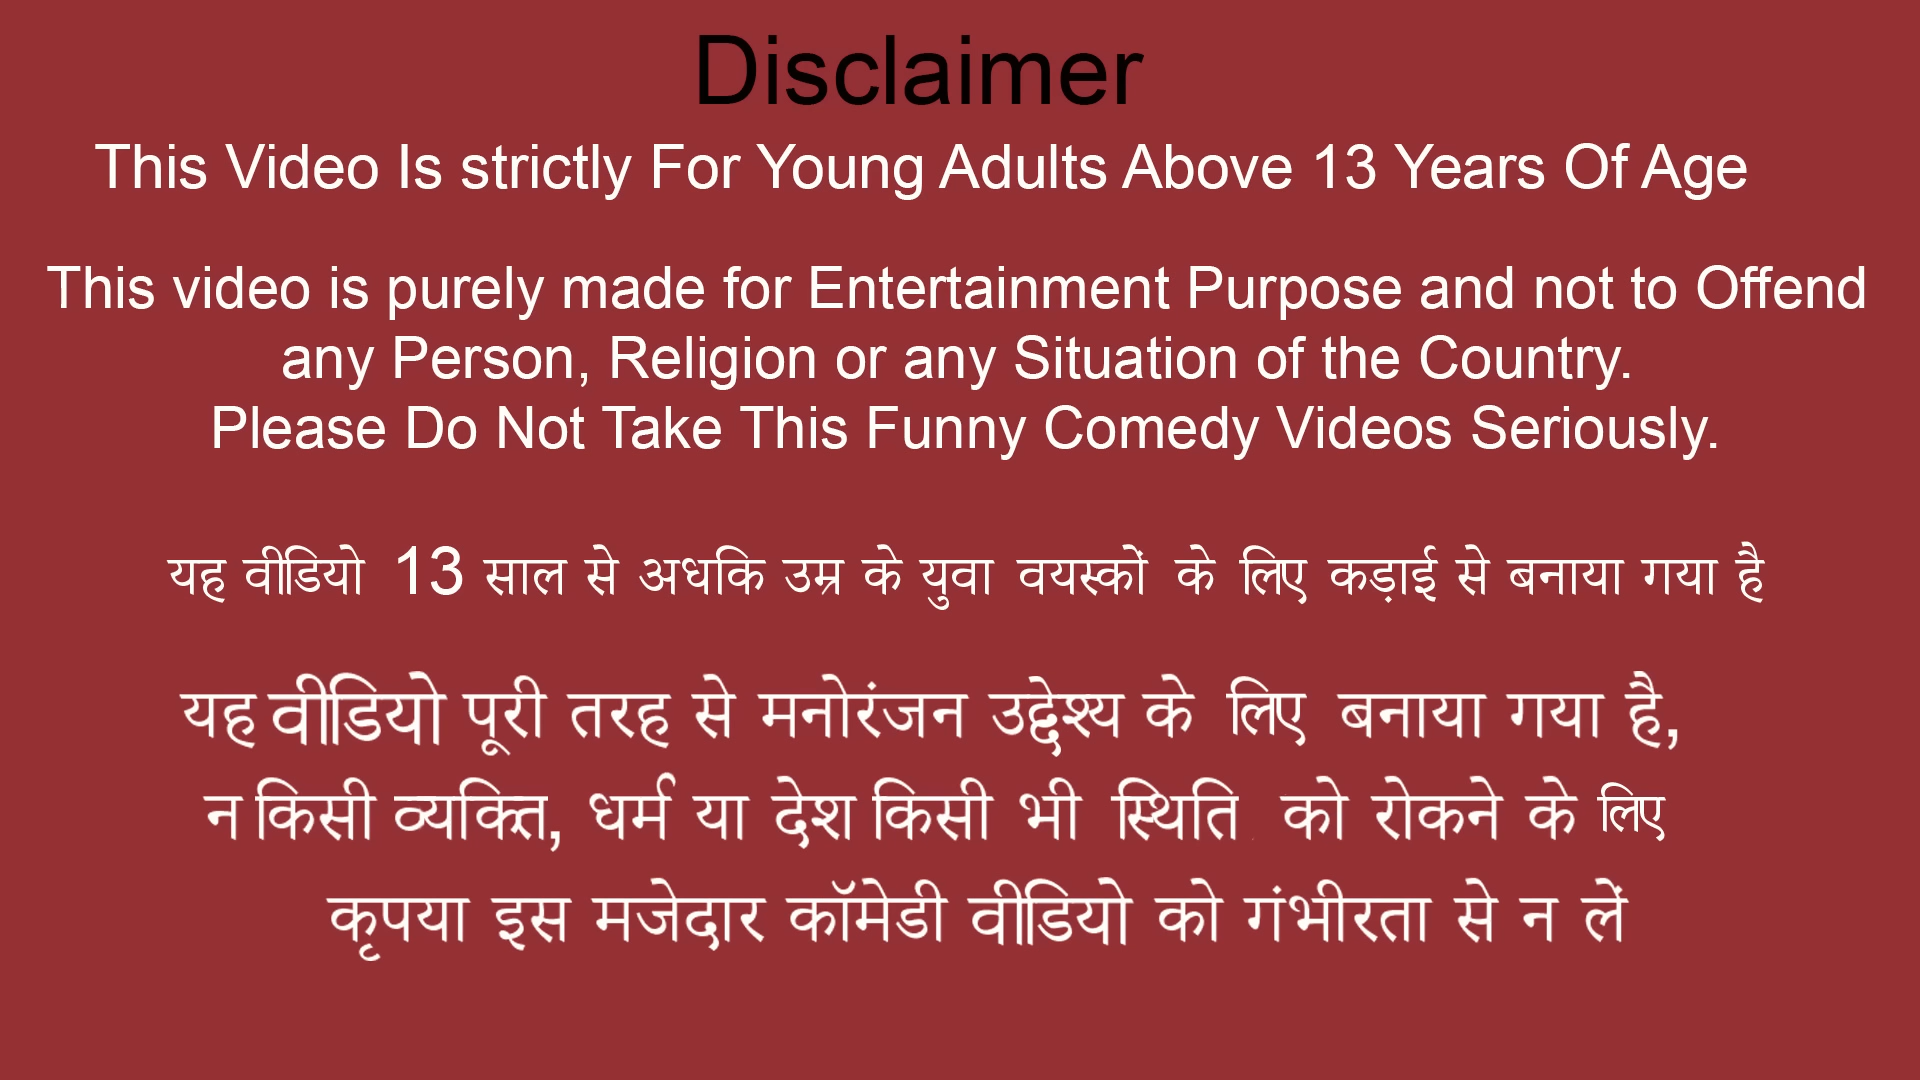 Disclaimer
This Video Is strictly For Young Adults Above 13 Years Of Age
This video is purely made for Entertainment Purpose and not to Offend
any Person, Religion or any Situation of the Country.
Please Do Not Take This Funny Comedy Videos Seriously.
यह वीडियो 13 साल से अधकि उम्र के युवा वयस्कों के लिए कड़ाई से बनाया गया है
यह वीडियो पूरी तरह से मनोरंजन उद्देश्य के लिए बनाया गया है,
न किसी व्यक्ति, धर्म या देश किसी भी स्थिति को रोकने के लिए
कृपया इस मजेदार कॉमेडी वीडियो को गंभीरता से न लें